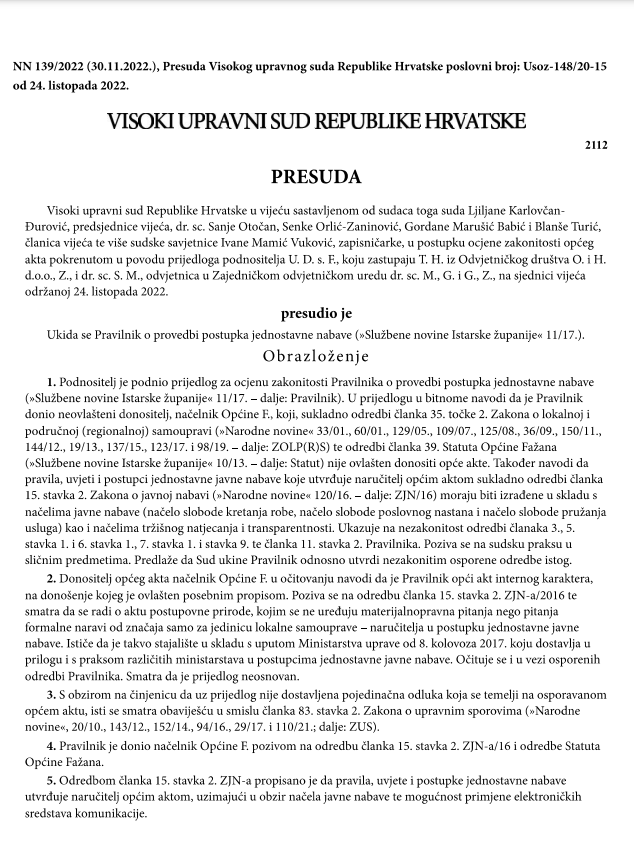 NN 139/2022 (30.11.2022.), Presuda Visokog upravnog suda Republike Hrvatske poslovni broj: Usoz-148/20-15
od 24. listopada 2022.
VISOKI UPRAVNI SUD REPUBLIKE HRVATSKE
2112
PRESUDA
Visoki upravni sud Republike Hrvatske u vijeću sastavljenom od sudaca toga suda Ljiljane Karlovčan-
Đurović, predsjednice vijeća, dr. sc. Sanje Otočan, Senke Orlić-Zaninović, Gordane Marušić Babić i Blanše Turić,
članica vijeća te više sudske savjetnice Ivane Mamić Vuković, zapisničarke, u postupku ocjene zakonitosti općeg
akta pokrenutom u povodu prijedloga podnositelja U. D. s. F., koju zastupaju T. H. iz Odvjetničkog društva O. i H.
d.o.o., Z., i dr. sc. S. M., odvjetnica u Zajedničkom odvjetničkom uredu dr. sc. M., G. i G., Z., na sjednici vijeća
održanoj 24. listopada 2022.
presudio je
Ukida se Pravilnik o provedbi postupka jednostavne nabave (»Službene novine Istarske županije« 11/17.).
Obrazloženje
1. Podnositelj je podnio prijedlog za ocjenu zakonitosti Pravilnika o provedbi postupka jednostavne nabave
(»Službene novine Istarske županije« 11/17. – dalje: Pravilnik). U prijedlogu u bitnome navodi da je Pravilnik
donio neovlašteni donositelj, načelnik Općine F., koji, sukladno odredbi članka 35. točke 2. Zakona o lokalnoj i
područnoj (regionalnoj) samoupravi (»Narodne novine« 33/01., 60/01., 129/05., 109/07., 125/08., 36/09., 150/11.,
144/12., 19/13., 137/15., 123/17. i 98/19. – dalje: ZOLP(R)S) te odredbi članka 39. Statuta Općine Fažana
(»Službene novine Istarske županije« 10/13. – dalje: Statut) nije ovlašten donositi opće akte. Također navodi da
pravila, uvjeti i postupci jednostavne javne nabave koje utvrđuje naručitelj općim aktom sukladno odredbi članka
15. stavka 2. Zakona o javnoj nabavi (»Narodne novine« 120/16. – dalje: ZJN/16) moraju biti izrađene u skladu s
načelima javne nabave (načelo slobode kretanja robe, načelo slobode poslovnog nastana i načelo slobode pružanja
usluga) kao i načelima tržišnog natjecanja i transparentnosti. Ukazuje na nezakonitost odredbi članaka 3., 5.
stavka 1. i 6. stavka 1., 7. stavka 1. i stavka 9. te članka 11. stavka 2. Pravilnika. Poziva se na sudsku praksu u
sličnim predmetima. Predlaže da Sud ukine Pravilnik odnosno utvrdi nezakonitim osporene odredbe istog.
2. Donositelj općeg akta načelnik Općine F. u očitovanju navodi da je Pravilnik opći akt internog karaktera,
na donošenje kojeg je ovlašten posebnim propisom. Poziva se na odredbu članka 15. stavka 2. ZJN-a/2016 te
smatra da se radi o aktu postupovne prirode, kojim se ne uređuju materijalnopravna pitanja nego pitanja
formalne naravi od značaja samo za jedinicu lokalne samouprave – naručitelja u postupku jednostavne javne
nabave. Ističe da je takvo stajalište u skladu s uputom Ministarstva uprave od 8. kolovoza 2017. koju dostavlja u
prilogu i s praksom različitih ministarstava u postupcima jednostavne javne nabave. Očituje se i u vezi osporenih
odredbi Pravilnika. Smatra da je prijedlog neosnovan.
3. S obzirom na činjenicu da uz prijedlog nije dostavljena pojedinačna odluka koja se temelji na osporavanom
općem aktu, isti se smatra obaviješću u smislu članka 83. stavka 2. Zakona o upravnim sporovima (»Narodne
novine«, 20/10., 143/12., 152/14., 94/16., 29/17. i 110/21.; dalje: ZUS).
4. Pravilnik je donio načelnik Općine F. pozivom na odredbu članka 15. stavka 2. ZJN-a/16 i odredbe Statuta
Općine Fažana.
5. Odredbom članka 15. stavka 2. ZJN-a propisano je da pravila, uvjete i postupke jednostavne nabave
utvrđuje naručitelj općim aktom, uzimajući u obzir načela javne nabave te mogućnost primjene elektroničkih
sredstava komunikacije.